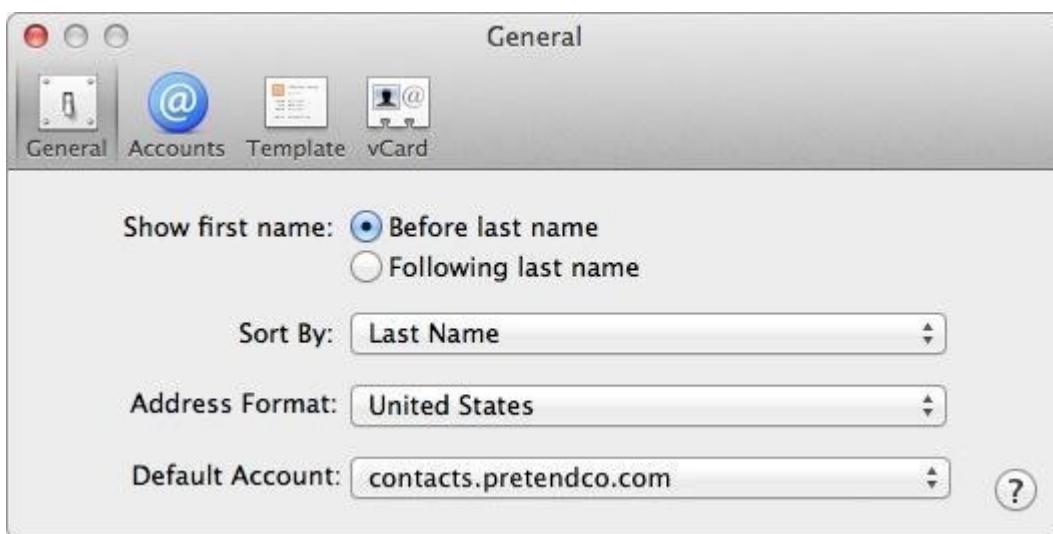 General
General Accounts Template vCard
Show first name: Before last name
Following last name
Sort By: Last Name
Address Format: United States
Default Account: contacts.pretendco.com
?